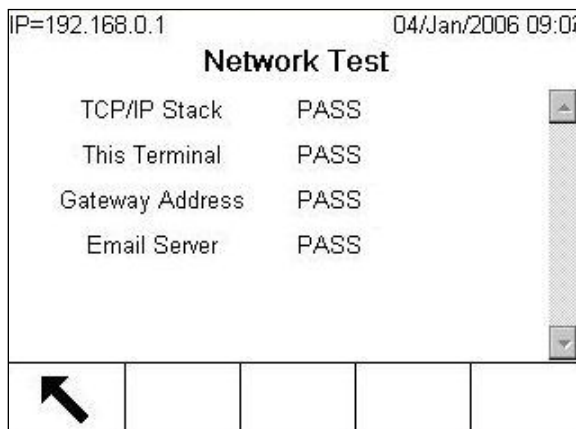 IP=192.168.0.1 04/Jan/2006 09:02
Network Test
TCP/IP Stack PASS
This Terminal PASS
Gateway Address PASS
Email Server PASS